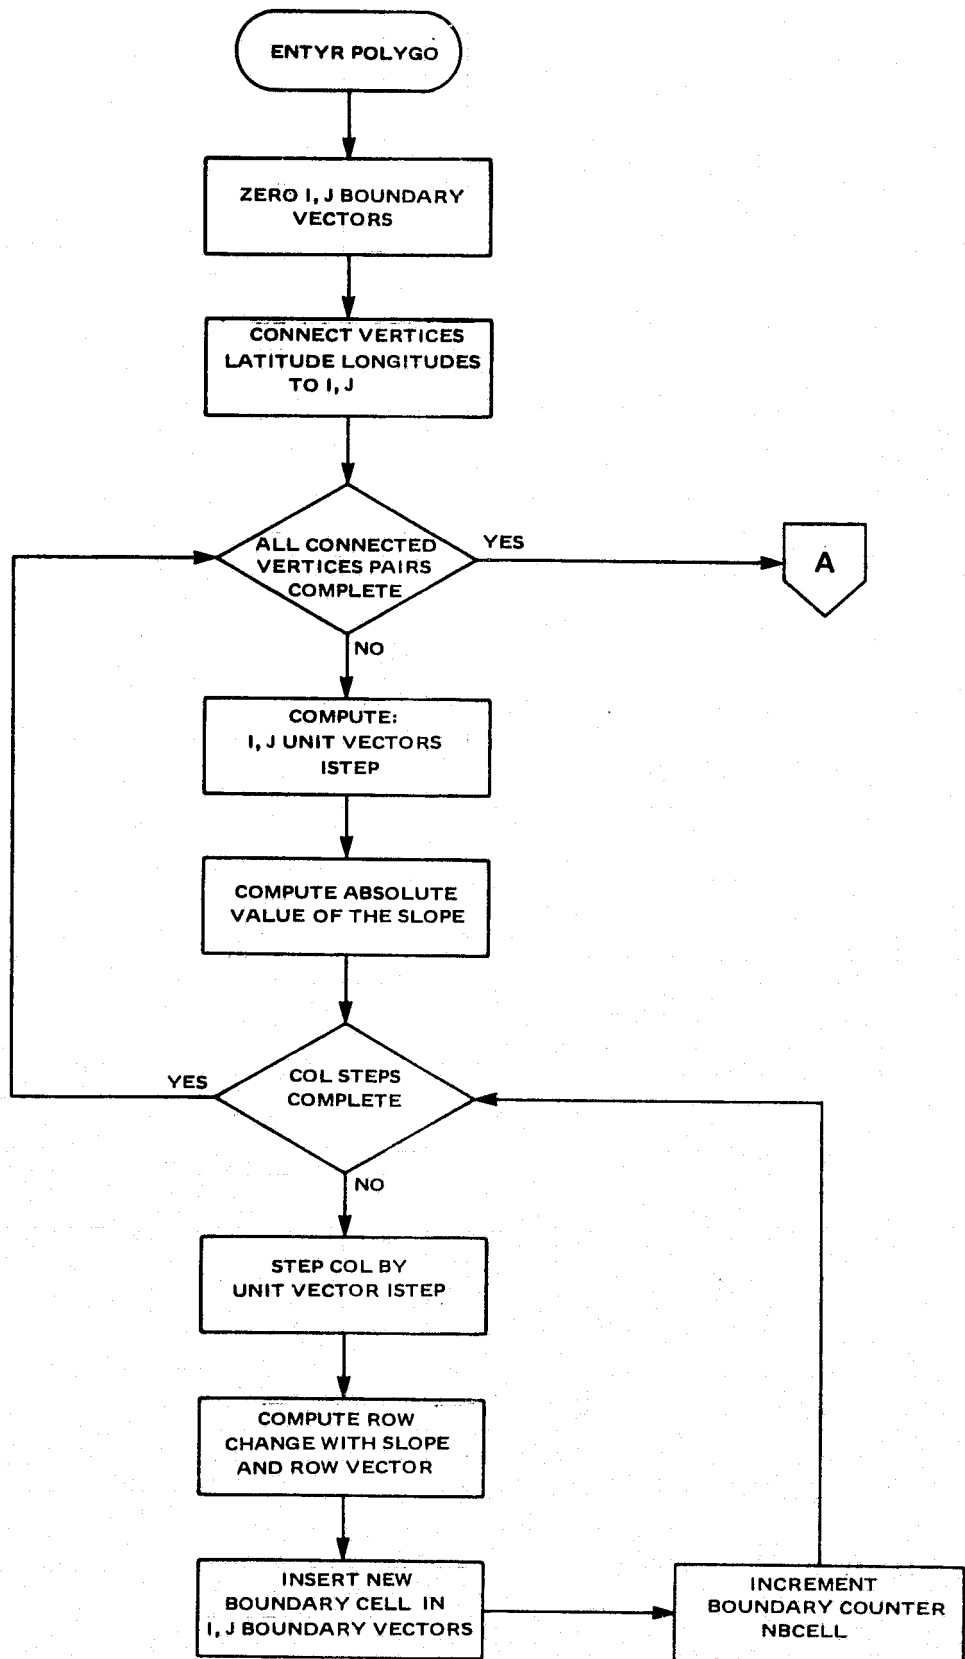 ENTYR POLYGO
ZERO I, J BOUNDARY
VECTORS
CONNECT VERTICES
LATITUDE LONGITUDES
TO I, J
ALL CONNECTED
VERTICES PAIRS
COMPLETE
YES
A
NO
COMPUTE:
I, J UNIT VECTORS
ISTEP
COMPUTE ABSOLUTE
VALUE OF THE SLOPE
COL STEPS
COMPLETE
YES
NO
STEP COL BY
UNIT VECTOR ISTEP
COMPUTE ROW
CHANGE WITH SLOPE
AND ROW VECTOR
INSERT NEW
BOUNDARY CELL IN
I, J BOUNDARY VECTORS
INCREMENT
BOUNDARY COUNTER
NBCELL